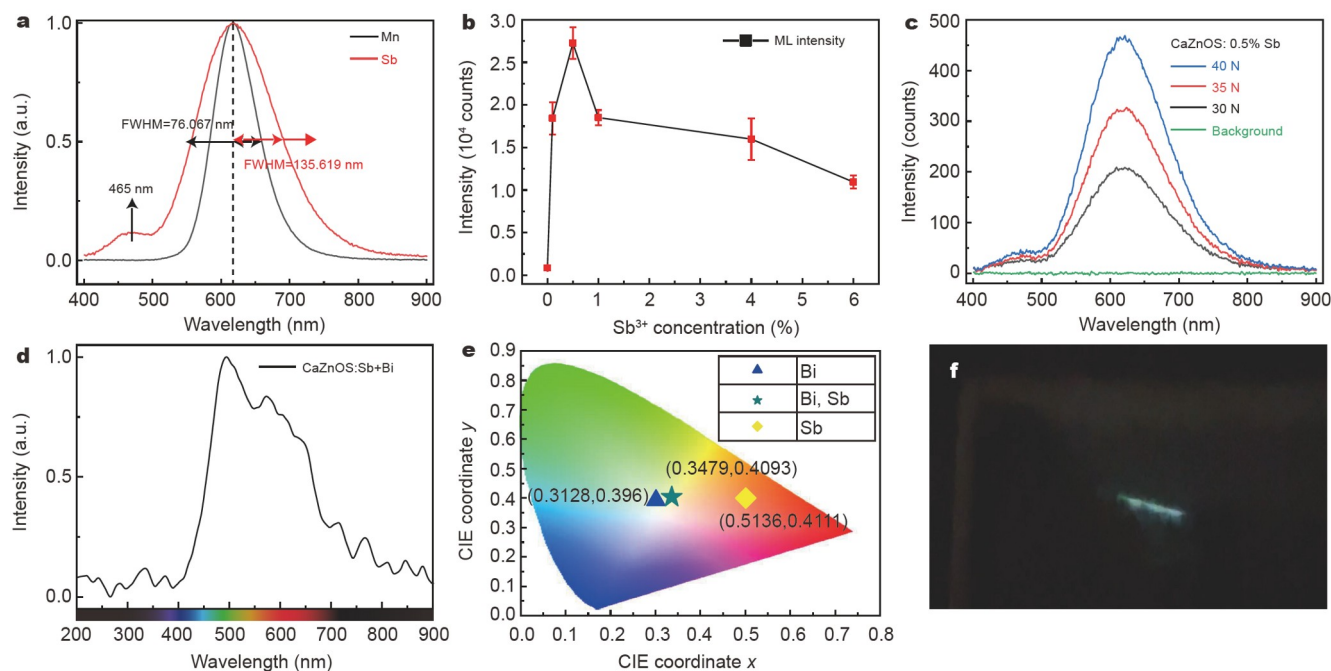 a
1.0
0.5
0.0
Intensity (a.u.)
Mn
Sb
FWHM=76.067 nm
FWHM=135.619 nm
465 nm
400 500 600 700 800 900
Wavelength (nm)
b
3.0
2.5
2.0
1.5
1.0
0.5
0.0
Intensity (10⁴ counts)
ML intensity
0 1 2 3 4 5 6
Sb³⁺ concentration (%)
c
500
400
300
200
100
0
Intensity (counts)
CaZnOS: 0.5% Sb
40 N
35 N
30 N
Background
400 500 600 700 800 900
Wavelength (nm)
d
1.0
0.5
0.0
Intensity (a.u.)
CaZnOS:Sb+Bi
200 300 400 500 600 700 800 900
Wavelength (nm)
e
0.9
0.8
0.7
0.6
0.5
0.4
0.3
0.2
0.1
0.0
CIE coordinate y
Bi
Bi, Sb
Sb
(0.3479,0.4093)
(0.3128,0.396)
(0.5136,0.4111)
0.0 0.1 0.2 0.3 0.4 0.5 0.6 0.7 0.8
CIE coordinate x
f